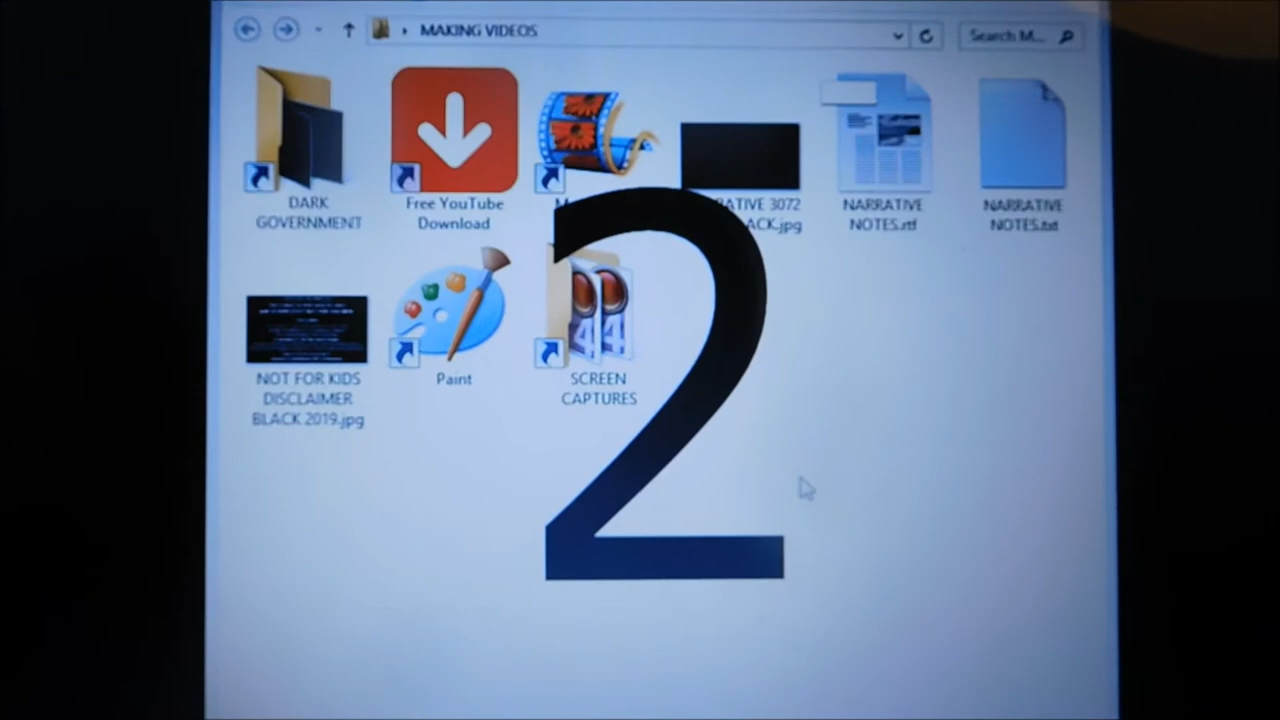 MAKING VIDEOS
Search M...
DARK
GOVERNMENT
Free YouTube
Download
M
RATIVE 3072
ACK.jpg
NARRATIVE
NOTES.rtf
NARRATIVE
NOTES.txt
NOT FOR KIDS
DISCLAIMER
BLACK 2019.jpg
Paint
44
SCREEN
CAPTURES
2